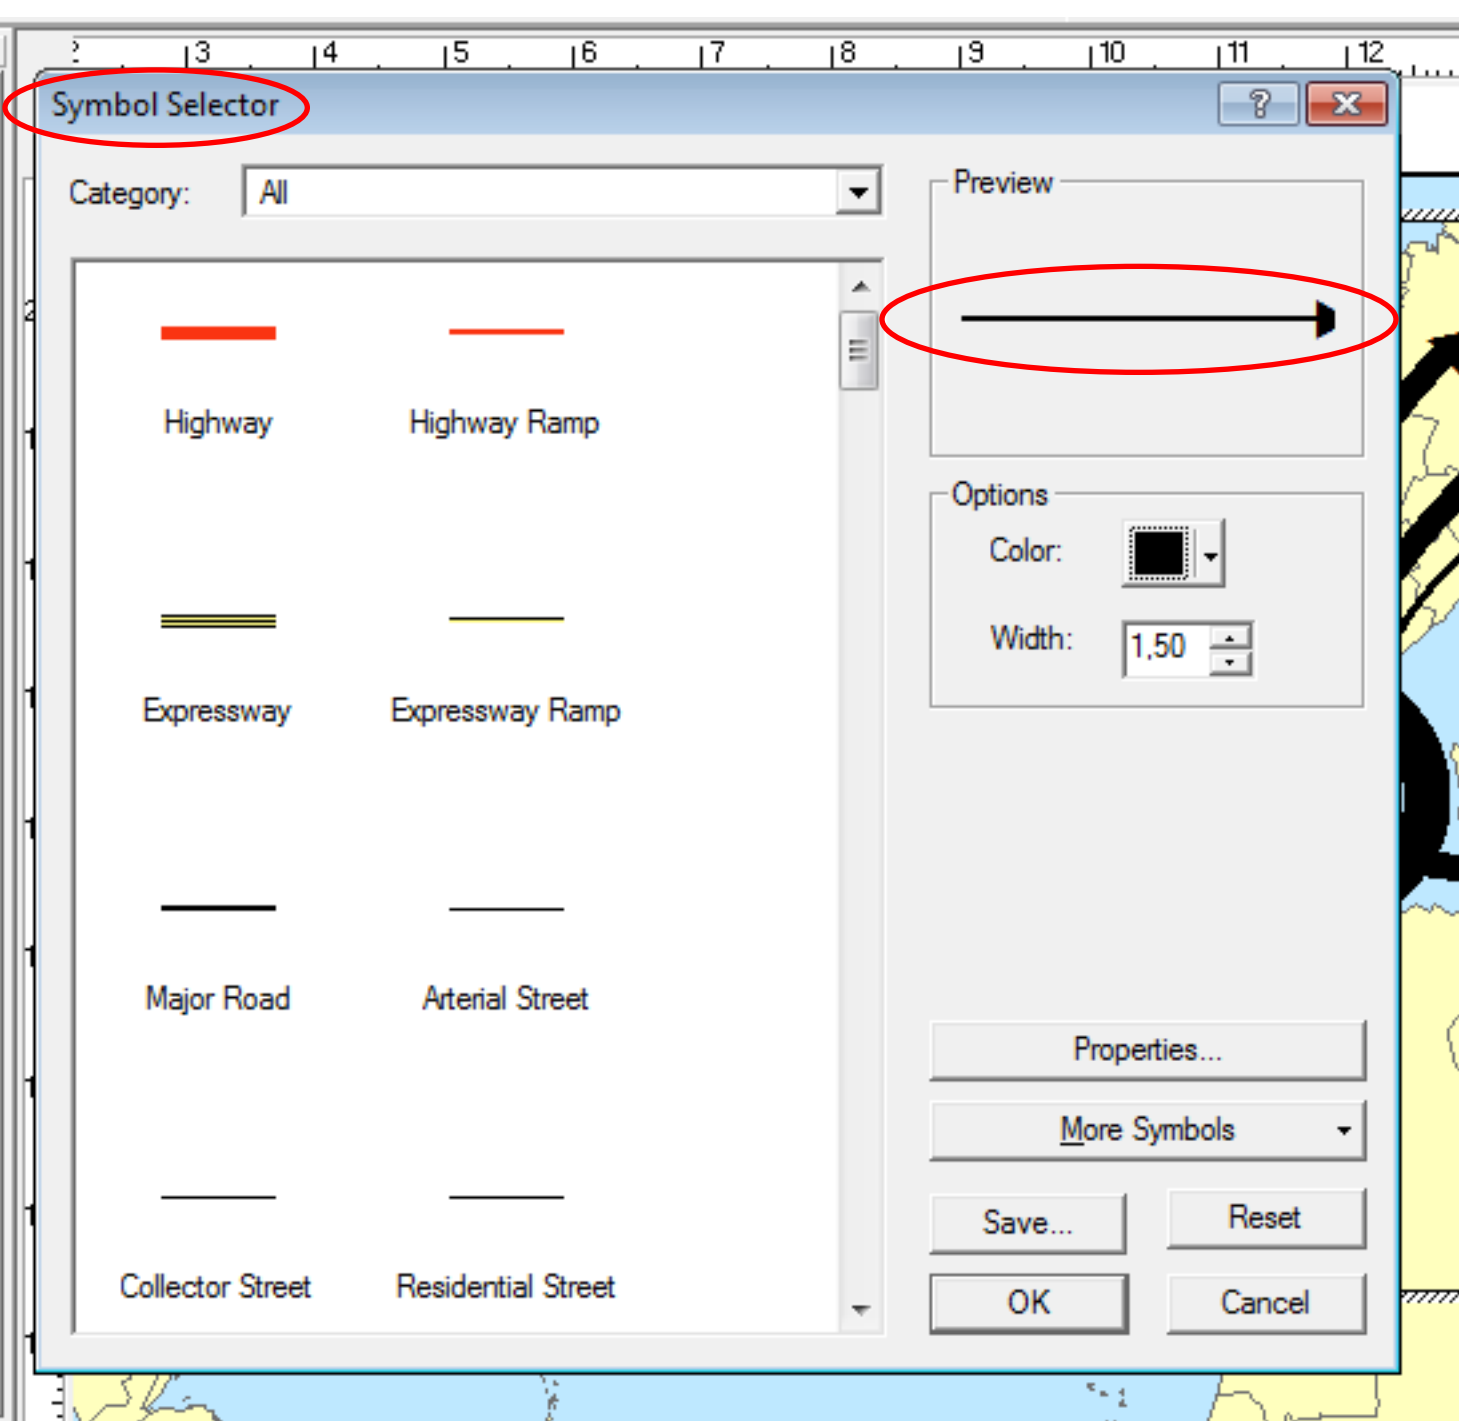 3 4 5 6 7 8 9 10 11 12
Symbol Selector
Category: All
Preview
Highway Highway Ramp
Options
Color:
Width: 1,50
Expressway Expressway Ramp
Major Road Arterial Street
Properties...
More Symbols
Save... Reset
Collector Street Residential Street
OK Cancel